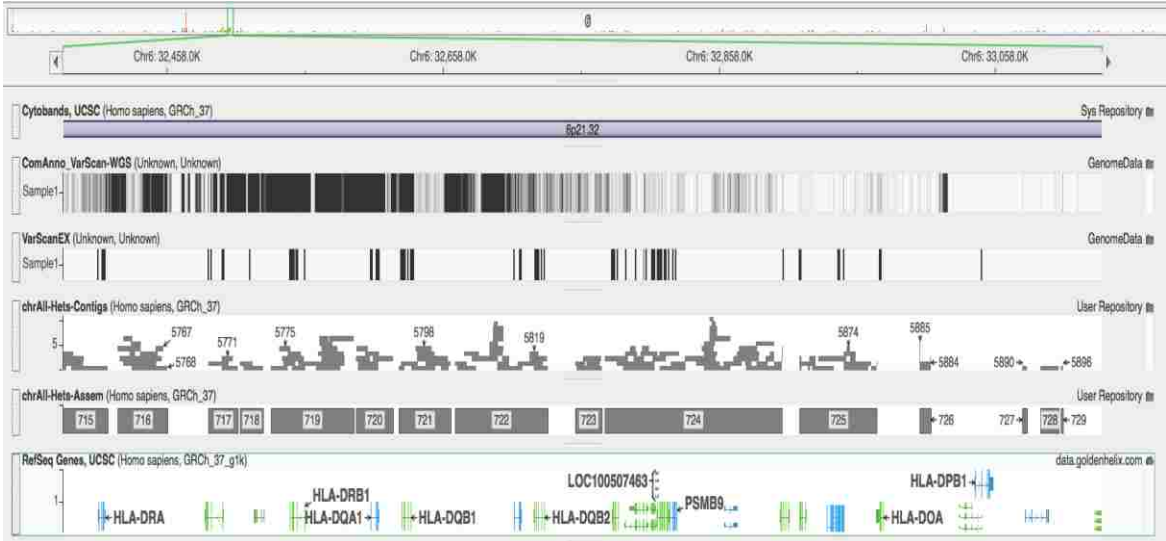 Chr6: 32,458.0K Chr6: 32,658.0K Chr6: 32,858.0K Chr6: 33,058.0K
Cytobands, UCSC (Homo sapiens, GRCh_37) Sys Repository
6p21.32
ComAnno_VarScan-WGS (Unknown, Unknown) GenomeData
Sample1
VarScanEX (Unknown, Unknown) GenomeData
Sample1
chrAll-Hets-Contigs (Homo sapiens, GRCh_37) User Repository
5 5767 5768 5771 5775 5798 5819 5874 5885 5884 5890 5896
chrAll-Hets-Assem (Homo sapiens, GRCh_37) User Repository
715 716 717 718 719 720 721 722 723 724 725 726 727 728 729
RefSeq Genes, UCSC (Homo sapiens, GRCh_37_g1k) data.goldenhelix.com
LOC100507463 HLA-DPB1
1 HLA-DRB1 PSMB9
HLA-DRA HLA-DQA1 HLA-DQB1 HLA-DQB2 HLA-DOA